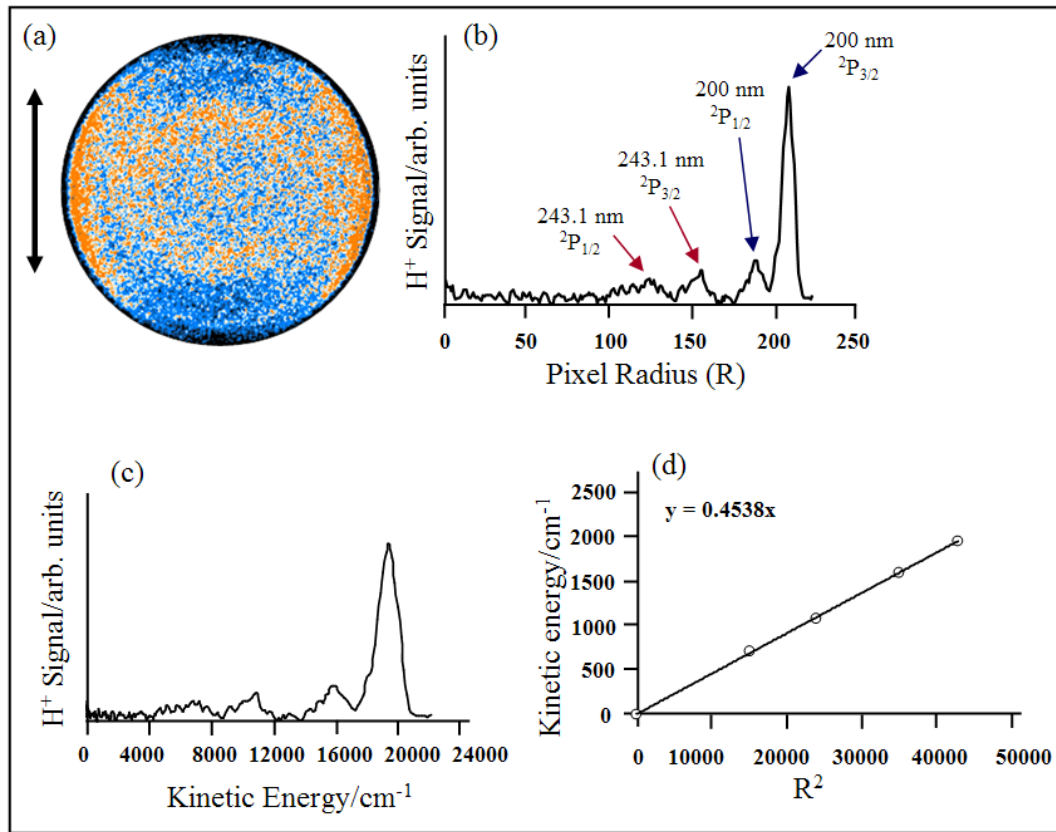 (a)
(b)
H⁺ Signal/arb. units
200 nm
²P₃/₂
200 nm
²P₁/₂
243.1 nm
²P₃/₂
243.1 nm
²P₁/₂
0 50 100 150 200 250
Pixel Radius (R)
(c)
H⁺ Signal/arb. units
0 4000 8000 12000 16000 20000 24000
Kinetic Energy/cm⁻¹
(d)
Kinetic energy/cm⁻¹
y = 0.4538x
2500
2000
1500
1000
500
0
0 10000 20000 30000 40000 50000
R²